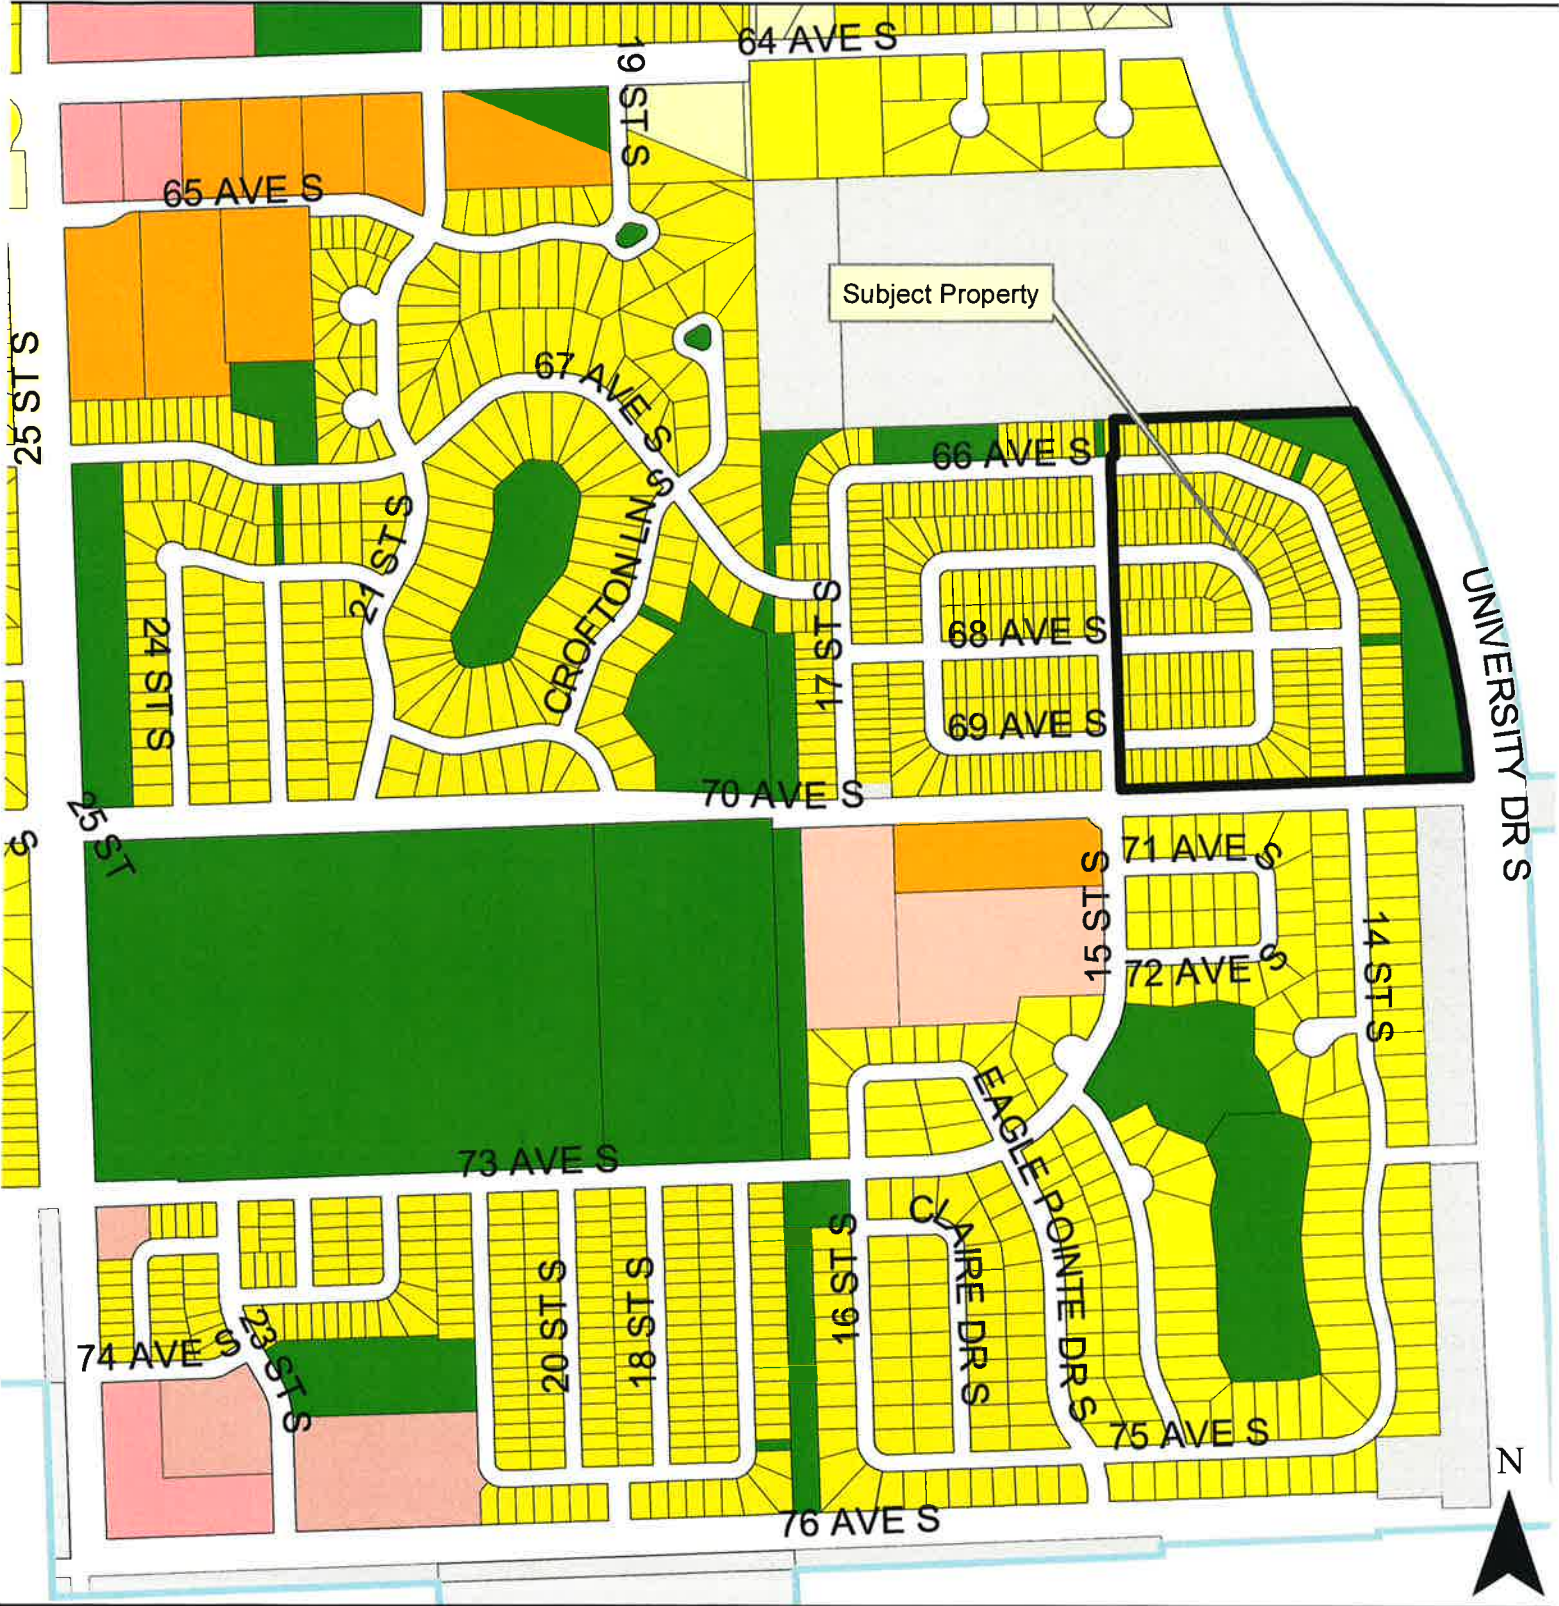 64 AVE S
19 ST S
65 AVE S
Subject Property
25 ST S
67 AVE S
66 AVE S
CROFTON LN S
21 ST S
24 ST S
17 ST S
68 AVE S
UNIVERSITY DR S
69 AVE S
70 AVE S
25 ST
S
71 AVE S
15 ST S
14 ST S
72 AVE S
EAGLE POINTE DR S
73 AVE S
CLAIRE DR S
16 ST S
20 ST S
18 ST S
23 ST S
74 AVE S
75 AVE S
N
76 AVE S